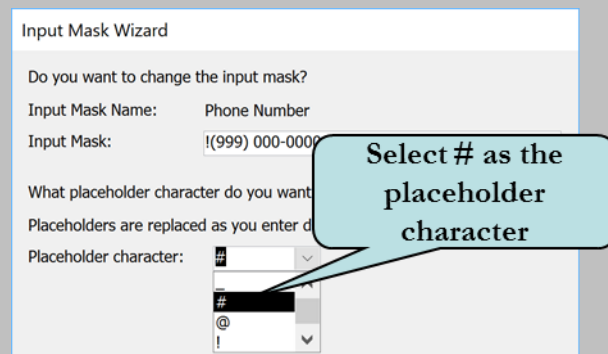 Input Mask Wizard
Do you want to change the input mask?
Input Mask Name: Phone Number
Input Mask: !(999) 000-0000
Select # as the
placeholder
character
What placeholder character do you want
Placeholders are replaced as you enter d
Placeholder character: #
_
#
@
!